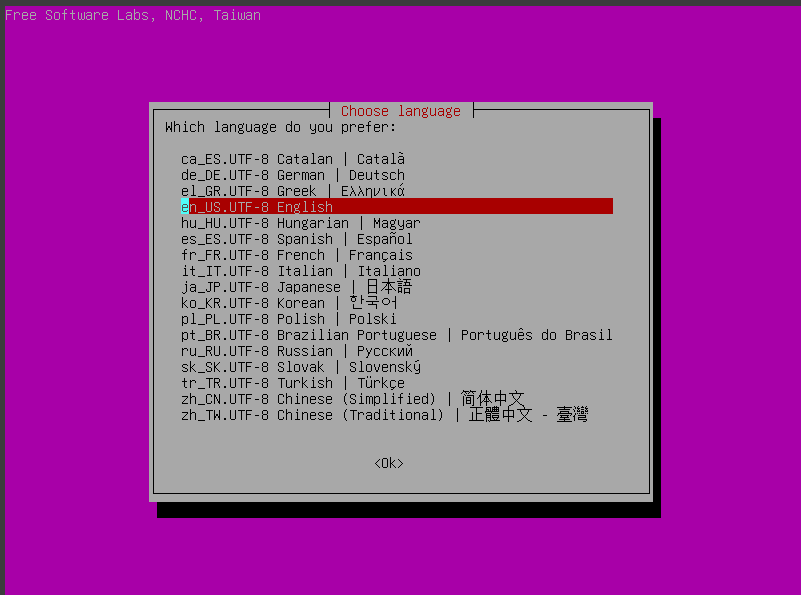 Free Software Labs, NCHC, Taiwan
Choose language
Which language do you prefer:
ca_ES.UTF-8 Catalan | Català
de_DE.UTF-8 German | Deutsch
el_GR.UTF-8 Greek | Ελληνικά
en_US.UTF-8 English
hu_HU.UTF-8 Hungarian | Magyar
es_ES.UTF-8 Spanish | Español
fr_FR.UTF-8 French | Français
it_IT.UTF-8 Italian | Italiano
ja_JP.UTF-8 Japanese | 日本語
ko_KR.UTF-8 Korean | 한국어
pl_PL.UTF-8 Polish | Polski
pt_BR.UTF-8 Brazilian Portuguese | Português do Brasil
ru_RU.UTF-8 Russian | Русский
sk_SK.UTF-8 Slovak | Slovenský
tr_TR.UTF-8 Turkish | Türkçe
zh_CN.UTF-8 Chinese (Simplified) | 简体中文
zh_TW.UTF-8 Chinese (Traditional) | 正體中文 - 臺灣
<Ok>